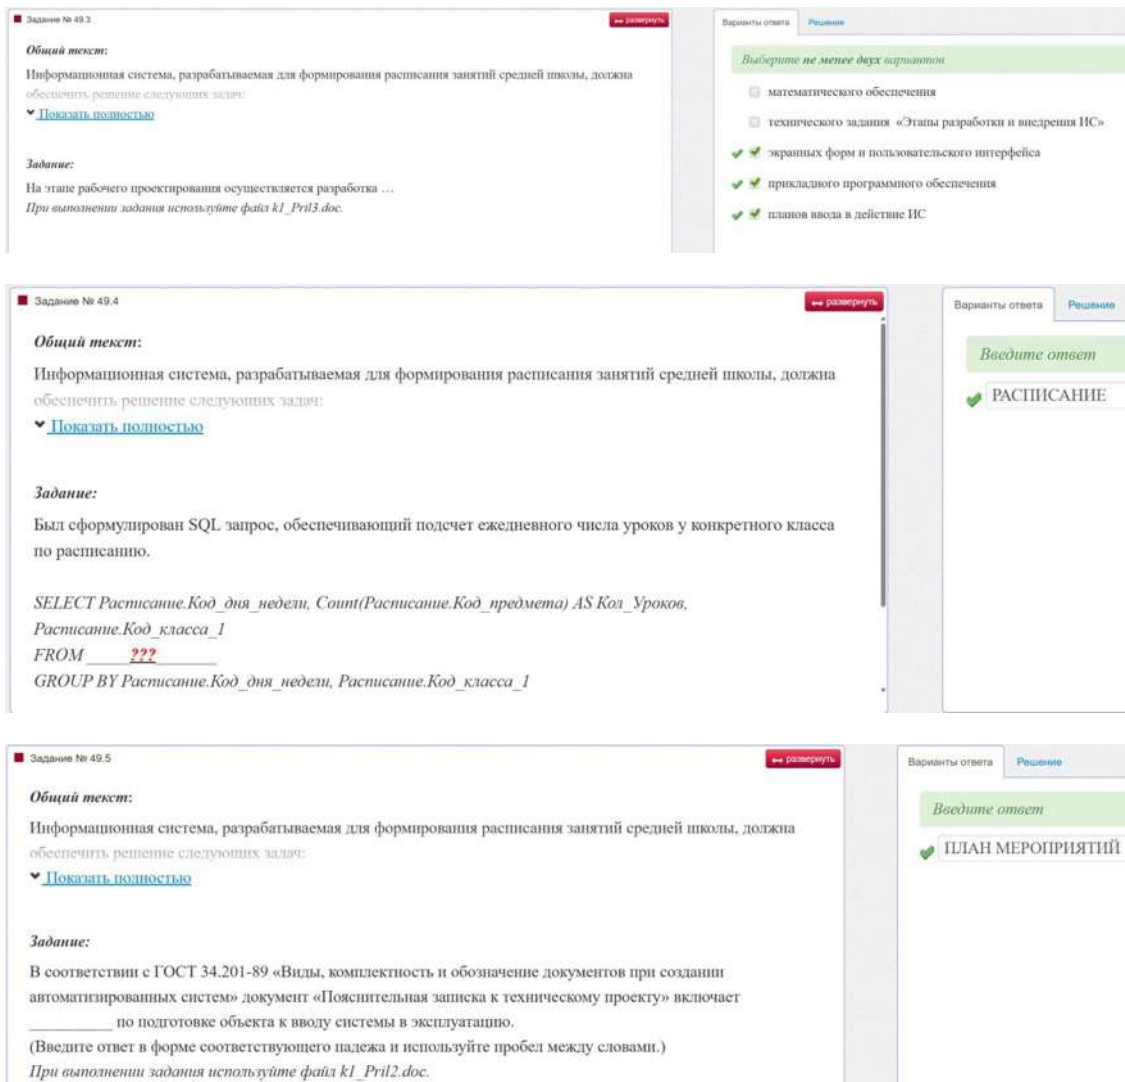 Задание № 49.3
развернуть
Общий текст:
Информационная система, разрабатываемая для формирования расписания занятий средней школы, должна
обеспечить решение следующих задач:
Показать полностью
Задание:
На этапе рабочего проектирования осуществляется разработка …
При выполнении задания используйте файл k1_Pril3.doc.
Варианты ответа
Решение
Выберите не менее двух вариантов
математического обеспечения
технического задания «Этапы разработки и внедрения ИС»
экранных форм и пользовательского интерфейса
прикладного программного обеспечения
планов ввода в действие ИС
Задание № 49.4
развернуть
Общий текст:
Информационная система, разрабатываемая для формирования расписания занятий средней школы, должна
обеспечить решение следующих задач:
Показать полностью
Задание:
Был сформулирован SQL запрос, обеспечивающий подсчет ежедневного числа уроков у конкретного класса
по расписанию.
SELECT Расписание.Код_дня_недели, Count(Расписание.Код_предмета) AS Кол_Уроков,
Расписание.Код_класса_1
FROM _____???_______
GROUP BY Расписание.Код_дня_недели, Расписание.Код_класса_1
Варианты ответа
Решение
Введите ответ
РАСПИСАНИЕ
Задание № 49.5
развернуть
Общий текст:
Информационная система, разрабатываемая для формирования расписания занятий средней школы, должна
обеспечить решение следующих задач:
Показать полностью
Задание:
В соответствии с ГОСТ 34.201-89 «Виды, комплектность и обозначение документов при создании
автоматизированных систем» документ «Пояснительная записка к техническому проекту» включает
__________ по подготовке объекта к вводу системы в эксплуатацию.
(Введите ответ в форме соответствующего падежа и используйте пробел между словами.)
При выполнении задания используйте файл k1_Pril2.doc.
Варианты ответа
Решение
Введите ответ
ПЛАН МЕРОПРИЯТИЙ